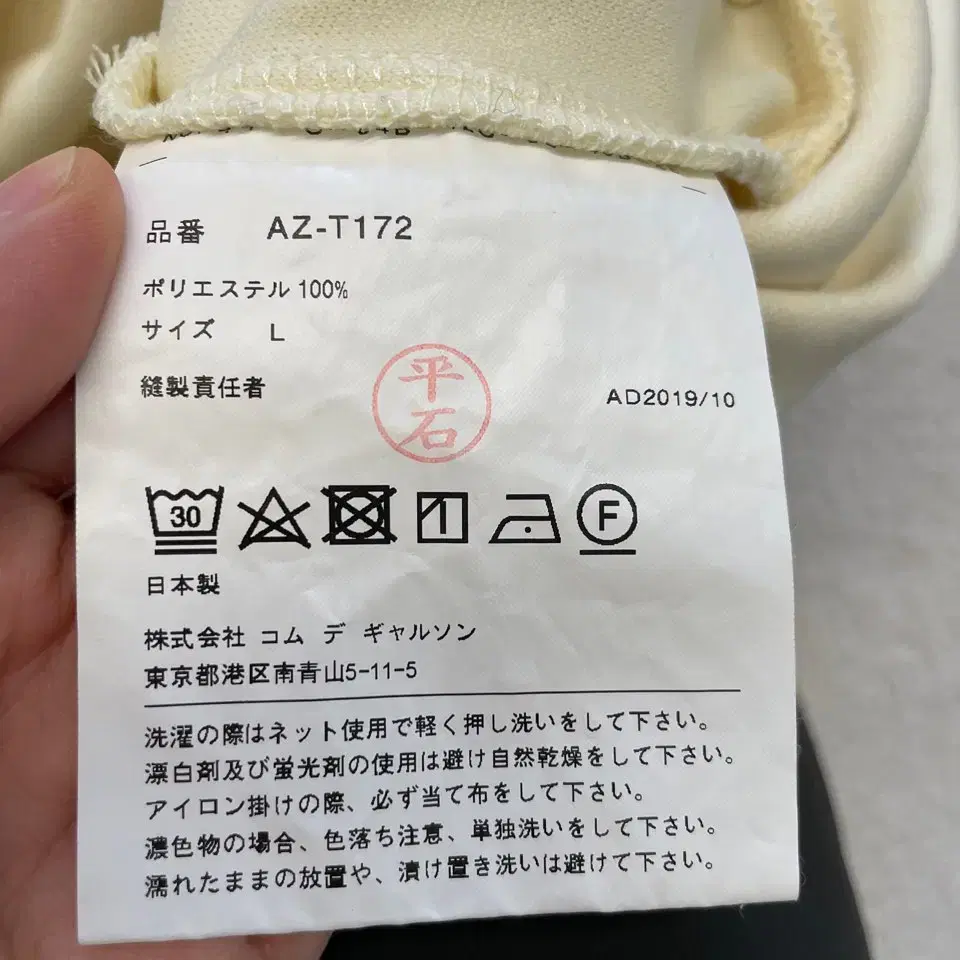 品番 AZ-T172
ポリエステル 100%
サイズ L
縫製責任者 平石 AD2019/10
30 F
日本製
株式会社 コム デ ギャルソン
東京都港区南青山5-11-5
洗濯の際はネット使用で軽く押し洗いをして下さい。
漂白剤及び蛍光剤の使用は避け自然乾燥をして下さい。
アイロン掛けの際、必ず当て布をして下さい。
濃色物の場合、色落ち注意、単独洗いをして下さい。
濡れたままの放置や、漬け置き洗いは避けて下さい。